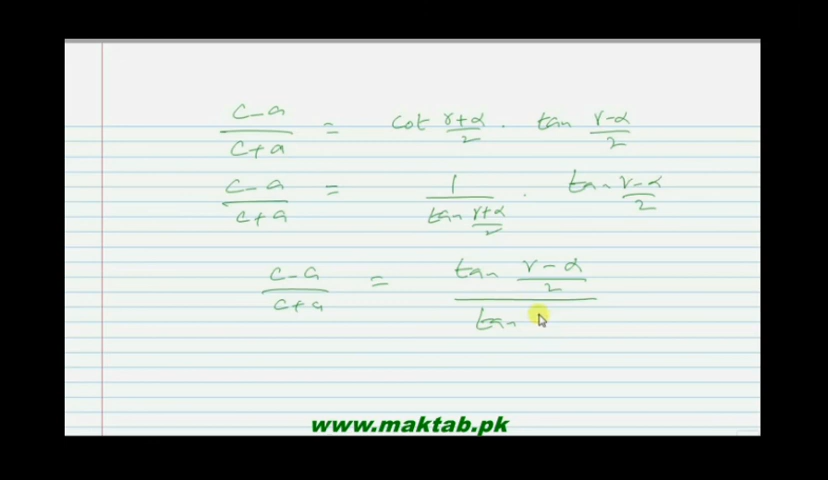 c-a/c+a = cot γ+α/2 . tan γ-α/2
c-a/c+a = 1/tan γ+α/2 . tan γ-α/2
c-a/c+a = tan γ-α/2 / tan
www.maktab.pk